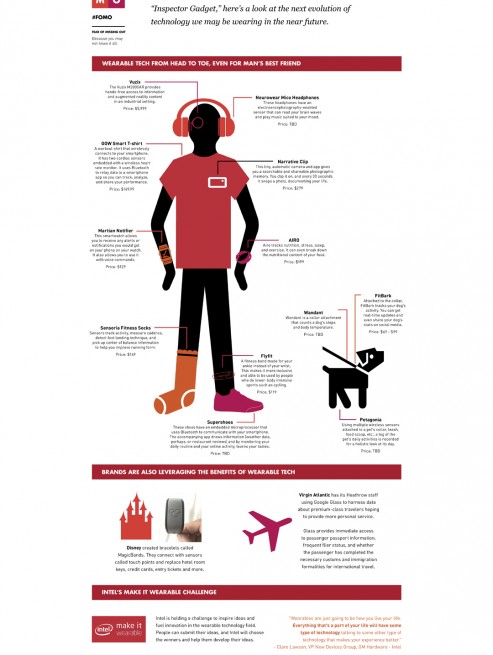 #FOMO
FEAR OF MISSING OUT
Because you may
not know it all.
"Inspector Gadget," here's a look at the next evolution of
technology we may be wearing in the near future.
WEARABLE TECH FROM HEAD TO TOE, EVEN FOR MAN'S BEST FRIEND
Vuzix
The Vuzix M2000AR provides
hands-free access to information
and augmented reality content
in an industrial setting.
Price: $5,999
Neurowear Mico Headphones
These headphones have an
electroencephalography enabled
sensor that can read your brain waves
and play music suited to your mood.
Price: TBD
OOW Smart T-shirt
A workout shirt that wirelessly
connects to your smartphone.
It has two cardiac sensors
embedded with a wireless heart
rate monitor. It uses Bluetooth
to relay data to a smartphone
app so you can track, analyze,
and share your performance.
Price: $169.99
Narrative Clip
This tiny, automatic camera and app gives
you a searchable and shareable photographic
memory. You clip it on, and every 30 seconds
it snaps a photo, documenting your life.
Price: $279
Martian Notifier
This smartwatch allows
you to receive any alerts or
notifications you would get
on your phone on your watch.
It also allows you to use it
with voice commands.
Price: $129
AIRO
Airo tracks nutrition, stress, sleep,
and exercise. It can even break down
the nutritional content of your food.
Price: $199
FitBark
Attached to the collar,
FitBark tracks your dog's
activity. You can get
real-time updates and
even share your dog's
stats on social media.
Price: $69 - $99
Wondant
Wondant is a collar attachment
that counts a dog's steps
and body temperature.
Price: TBD
Sensoria Fitness Socks
Sensors track activity, measure cadence,
detect foot landing technique, and
pick up center of balance information
to help you improve running form.
Price: $149
Flyfit
A fitness band made for your
ankle instead of your wrist.
This makes it more inclusive
and able to be used by people
who do lower-body intensive
sports such as cycling.
Price: $119
Supershoes
These shoes have an embedded microprocessor that
uses Bluetooth to communicate with your smartphone.
The accompanying app shows information (weather data,
perhaps, or restaurant reviews) and by monitoring your
daily routine and your online activity, learns your tastes.
Price: TBD
Petagonia
Using multiple wireless sensors
attached to a pet's collar, leash,
food scoop, etc., a log of the
pet's daily activities is recorded
for a holistic look at its day.
Price: TBD
BRANDS ARE ALSO LEVERAGING THE BENEFITS OF WEARABLE TECH
Disney created bracelets called
MagicBands. They connect with sensors
called touch points and replace hotel room
keys, credit cards, entry tickets and more.
Virgin Atlantic has its Heathrow staff
using Google Glass to harness data
about premium-class travelers hoping
to provide more personal service.
Glass provides immediate access
to passenger passport information,
frequent flier status, and whether
the passenger has completed the
necessary customs and immigration
formalities for international travel.
INTEL'S MAKE IT WEARABLE CHALLENGE
intel
make it
wearable
Intel is holding a challenge to inspire ideas and
fuel innovation in the wearable technology field.
People can submit their ideas, and Intel will choose
the winners and help them develop their ideas.
"Wearables are just going to be how you live your life.
Everything that's a part of your life will have some
type of technology talking to some other type of
technology that makes your experience better."
- Clare Lawson, VP New Devices Group, GM Hardware - Intel